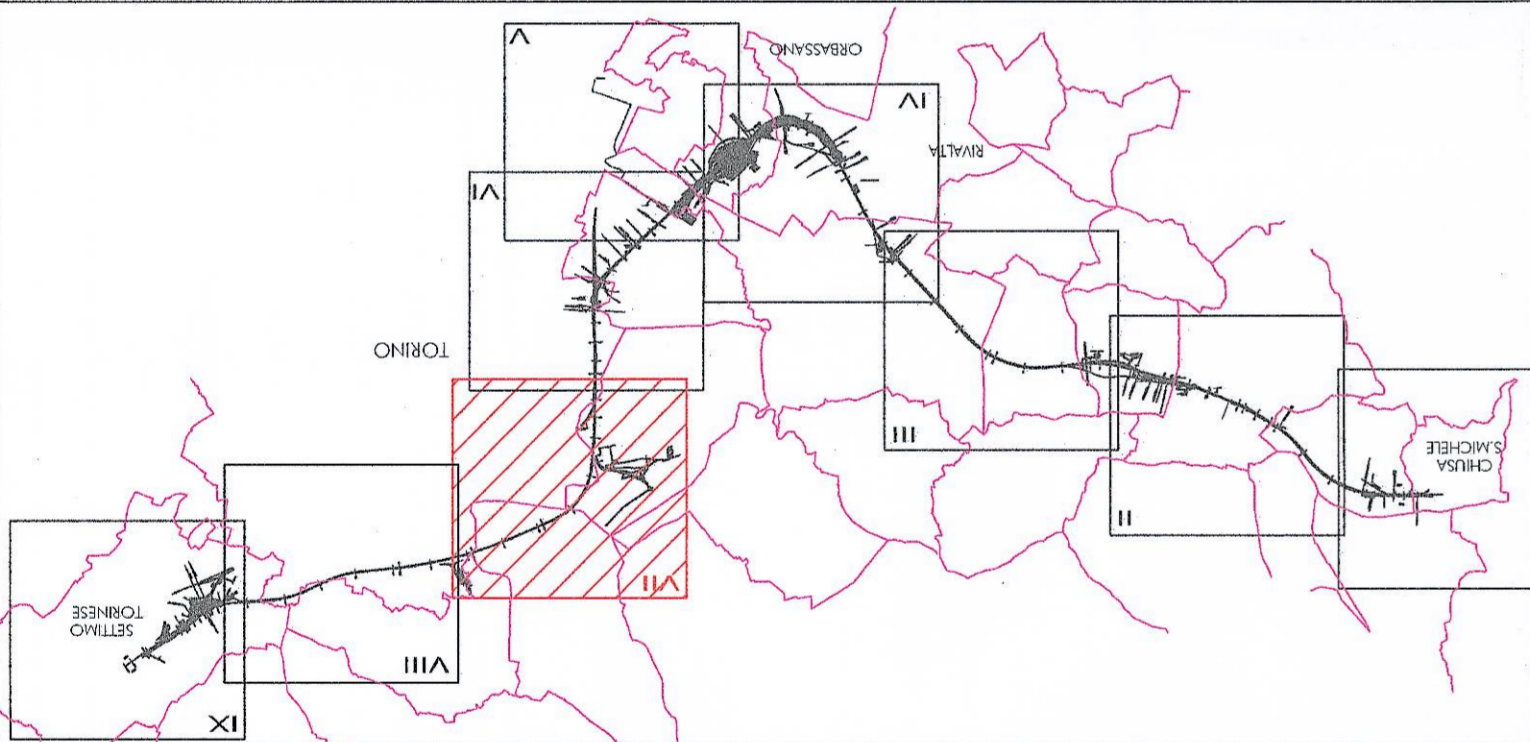 IX
VIII
SETTIMO
TORINESE
VII
II
CHIUSA
S.MICHELE
III
TORINO
VI
RIVALTA
IV
ORBASSANO
V